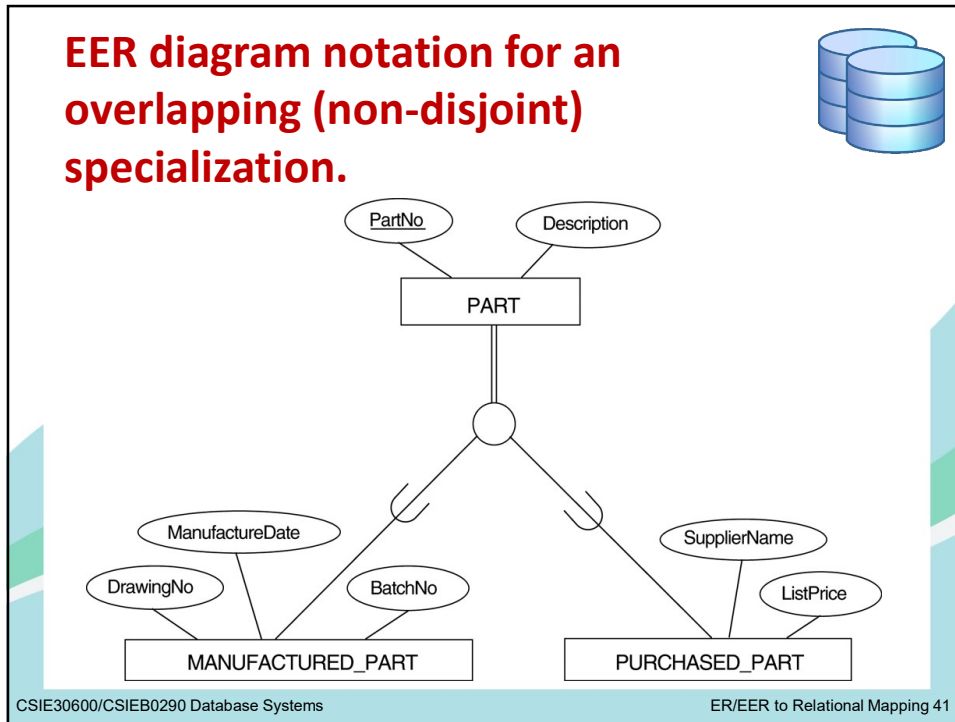 EER diagram notation for an
overlapping (non-disjoint)
specialization.
PartNo
Description
PART
ManufactureDate
SupplierName
DrawingNo
BatchNo
ListPrice
MANUFACTURED_PART
PURCHASED_PART
CSIE30600/CSIEB0290 Database Systems
ER/EER to Relational Mapping 41